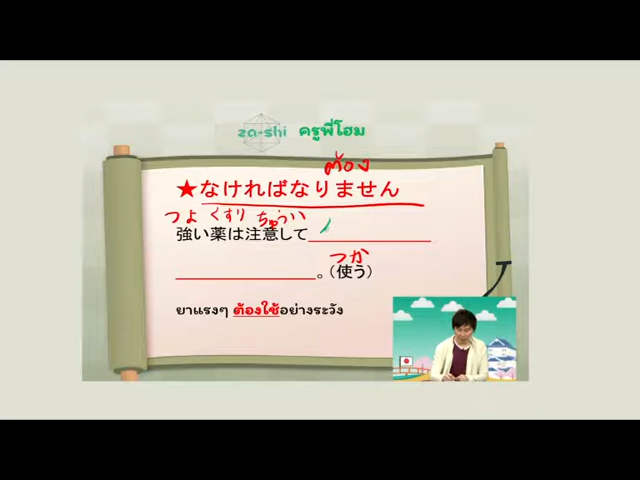 za-shi ครูพี่โฮม
ต้อง
★なければなりません
つよ くすり ちゅうい
強い薬は注意して
つか
。(使う)
ยาแรงๆ ต้องใช้อย่างระวัง